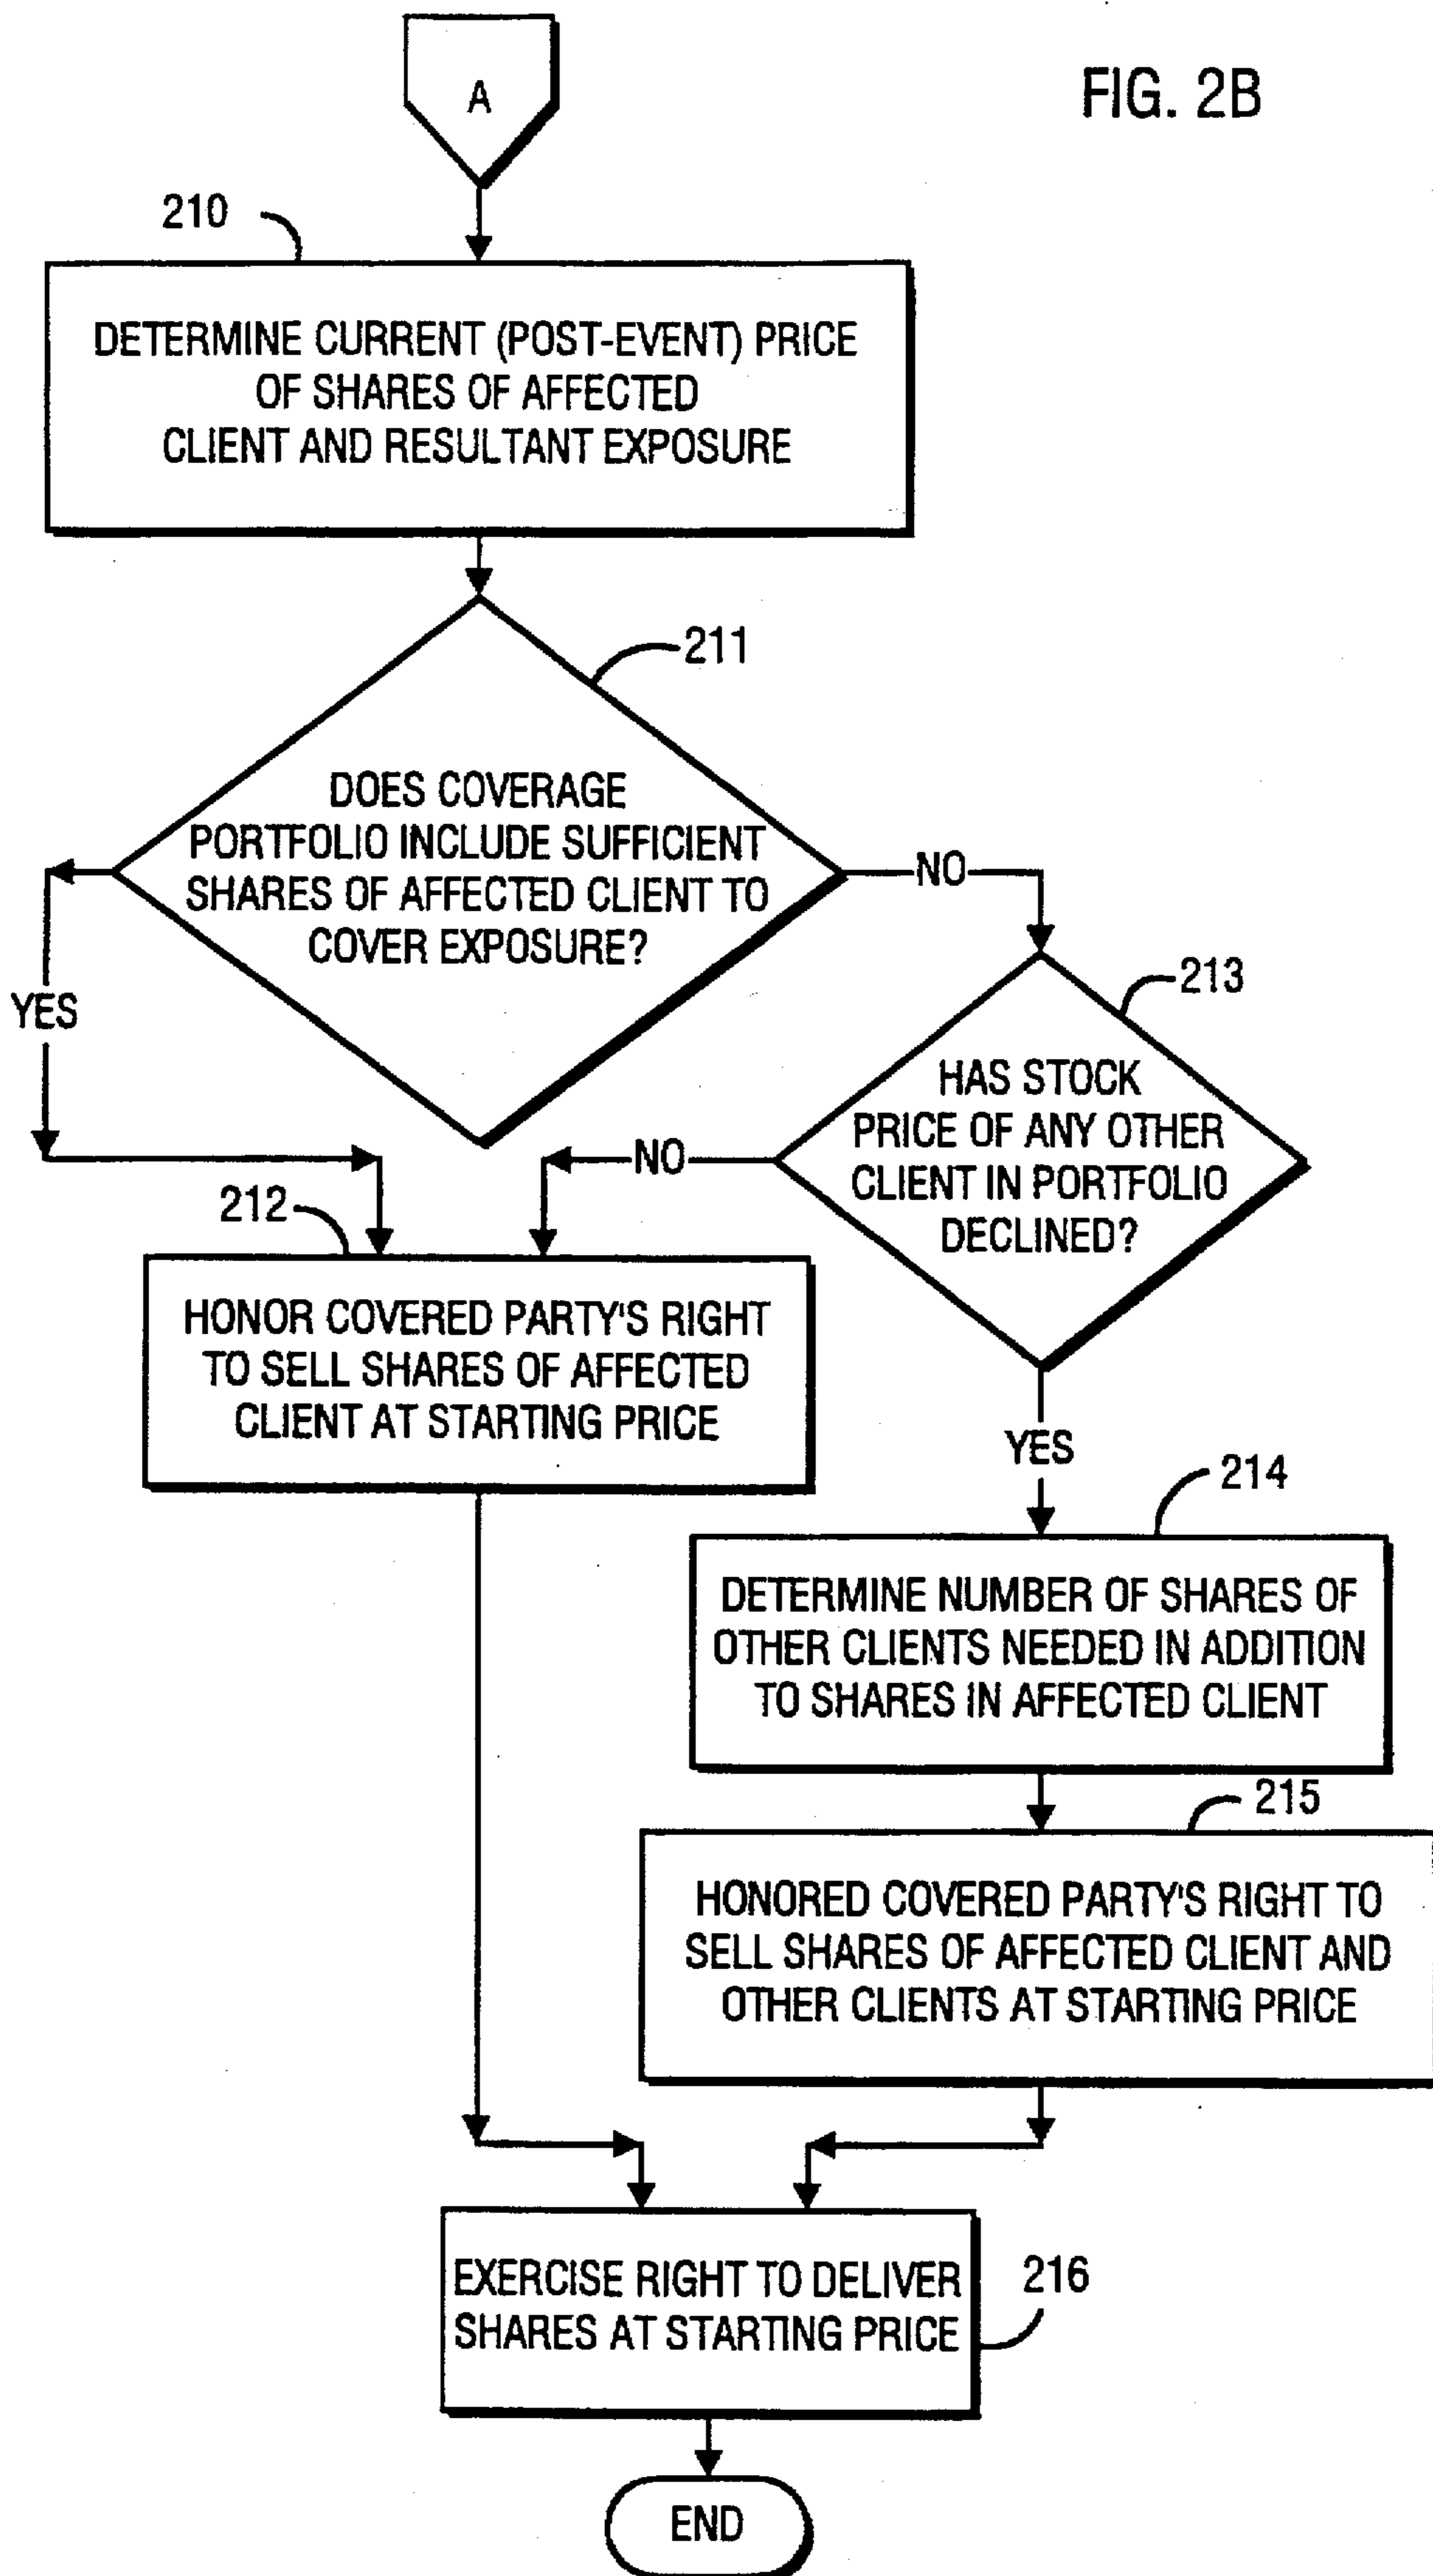 FIG. 2B
A
210
DETERMINE CURRENT (POST-EVENT) PRICE
OF SHARES OF AFFECTED
CLIENT AND RESULTANT EXPOSURE
211
DOES COVERAGE
PORTFOLIO INCLUDE SUFFICIENT
SHARES OF AFFECTED CLIENT TO
COVER EXPOSURE?
NO
YES
213
HAS STOCK
PRICE OF ANY OTHER
CLIENT IN PORTFOLIO
DECLINED?
NO
212
HONOR COVERED PARTY'S RIGHT
TO SELL SHARES OF AFFECTED
CLIENT AT STARTING PRICE
YES
214
DETERMINE NUMBER OF SHARES OF
OTHER CLIENTS NEEDED IN ADDITION
TO SHARES IN AFFECTED CLIENT
215
HONORED COVERED PARTY'S RIGHT TO
SELL SHARES OF AFFECTED CLIENT AND
OTHER CLIENTS AT STARTING PRICE
EXERCISE RIGHT TO DELIVER
SHARES AT STARTING PRICE
216
END